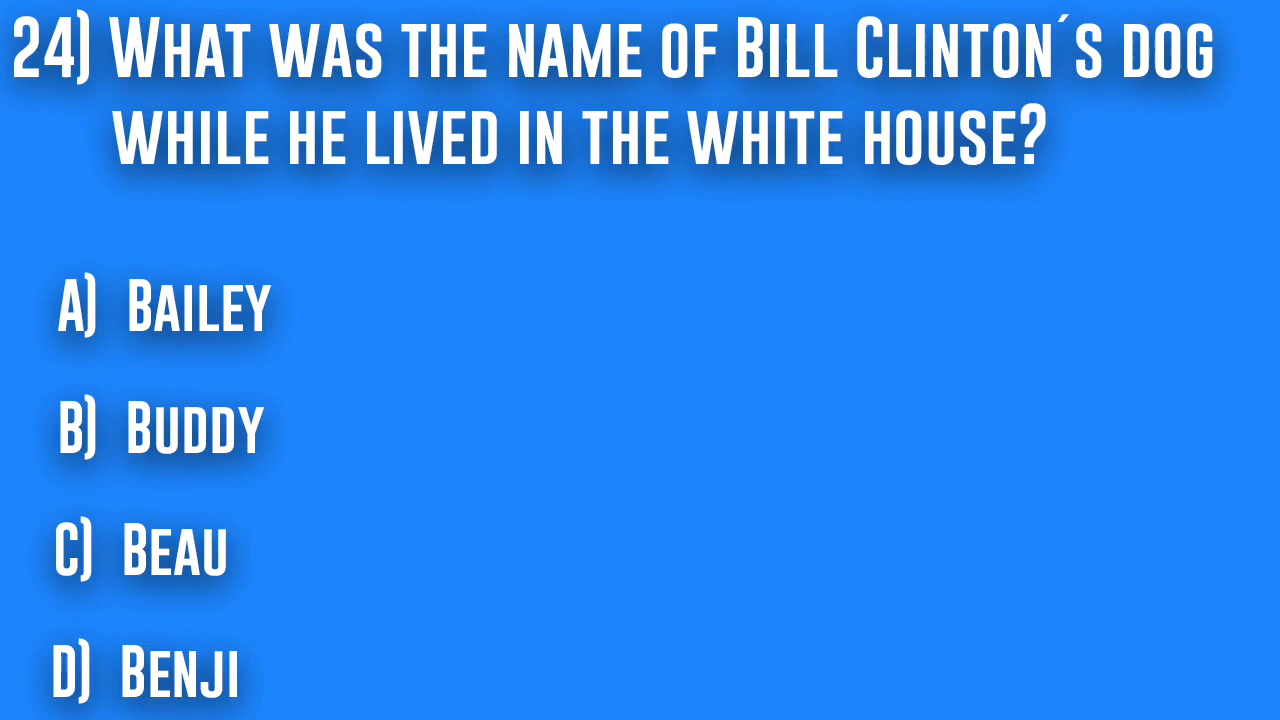 24) What was the name of Bill Clinton´s dog
while he lived in the white house?
A) Bailey
B) Buddy
C) Beau
D) Benji